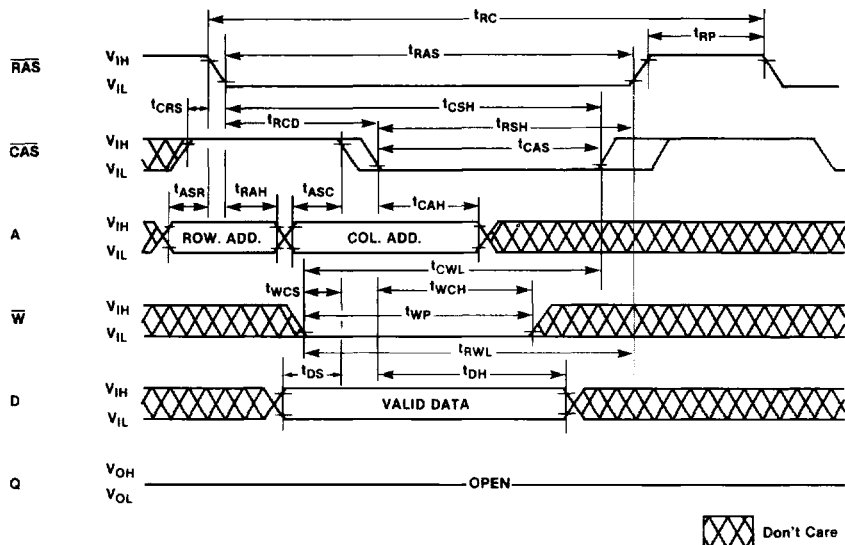 tRC
tRAS
tRP
RAS
VIH
VIL
tCRS
tCSH
tRCD
tRSH
CAS
VIH
VIL
tCAS
tASR
tRAH
tASC
tCAH
A
VIH
VIL
ROW. ADD.
COL. ADD.
tCWL
tWCS
tWCH
W
VIH
VIL
tWP
tRWL
tDS
tDH
D
VIH
VIL
VALID DATA
Q
VOH
VOL
OPEN
Don't Care